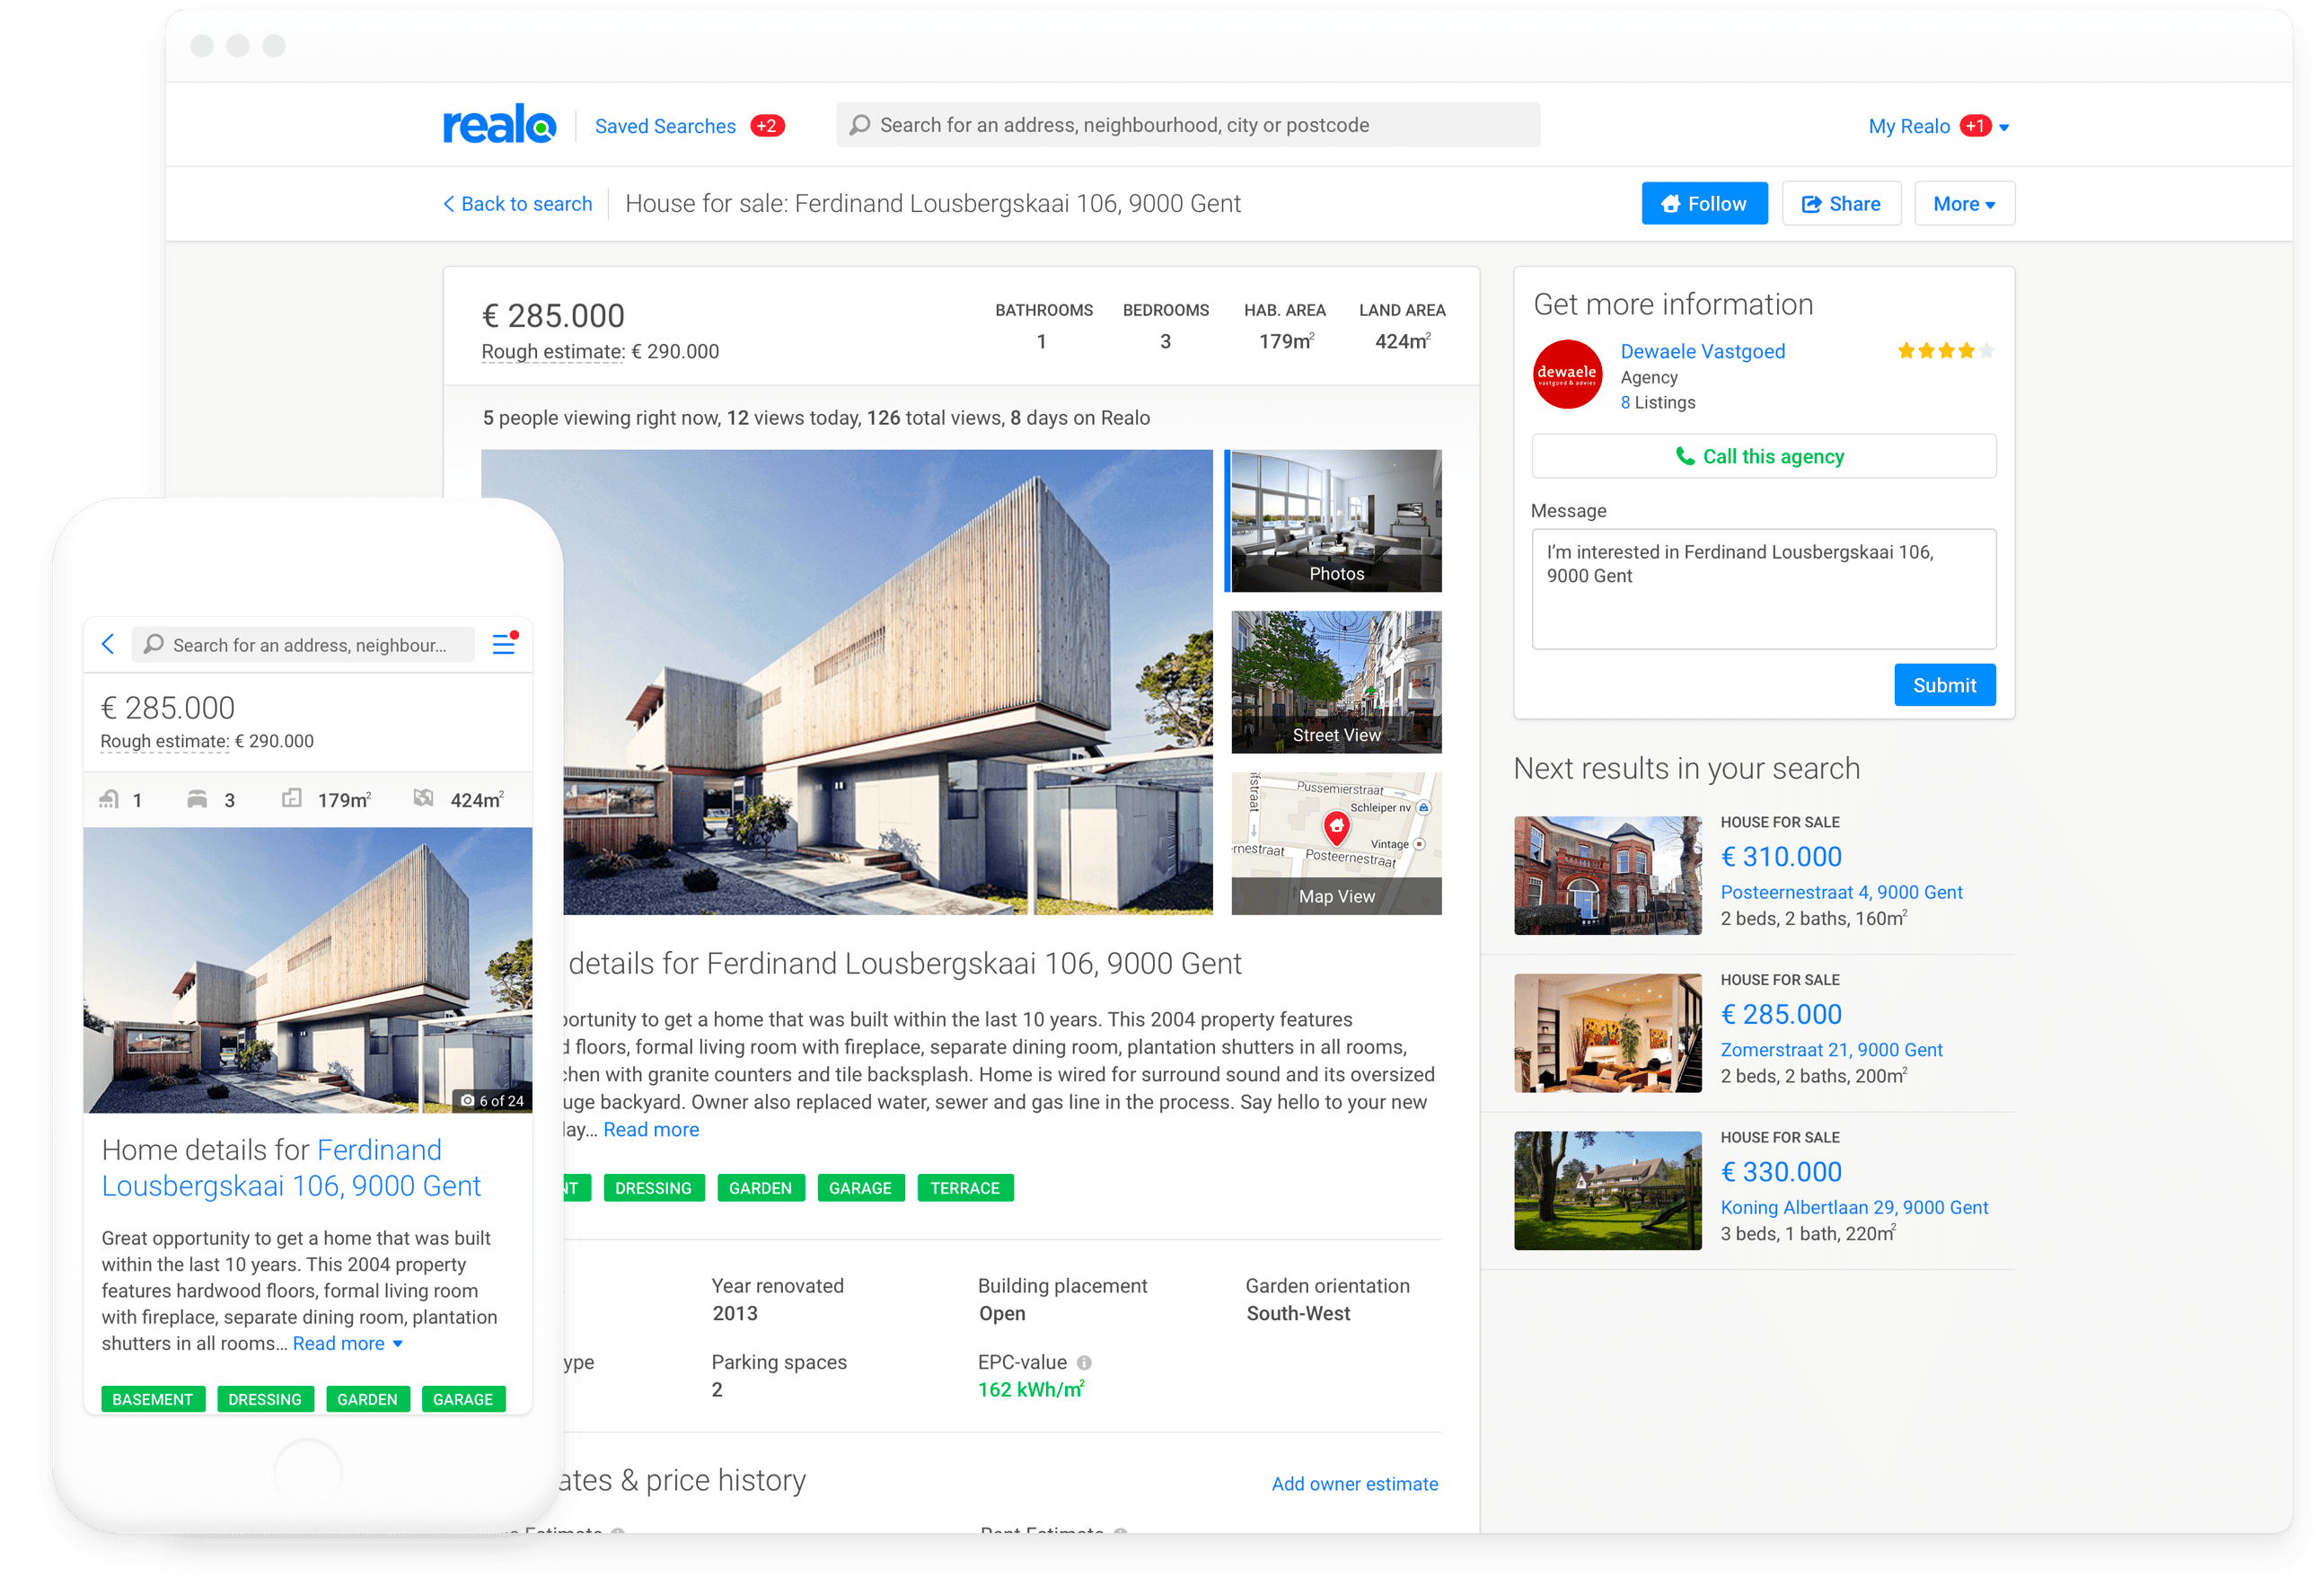 realo
Saved Searches +2
Search for an address, neighbourhood, city or postcode
My Realo +1
Back to search
House for sale: Ferdinand Lousbergskaai 106, 9000 Gent
Follow
Share
More
€ 285.000
Rough estimate: € 290.000
BATHROOMS
1
BEDROOMS
3
HAB. AREA
179m²
LAND AREA
424m²
5 people viewing right now, 12 views today, 126 total views, 8 days on Realo
Photos
Street View
Pussemierstraat
Schleiper nv
Vintage
Posteernestraat
Map View
details for Ferdinand Lousbergskaai 106, 9000 Gent
portunity to get a home that was built within the last 10 years. This 2004 property features
floors, formal living room with fireplace, separate dining room, plantation shutters in all rooms,
chen with granite counters and tile backsplash. Home is wired for surround sound and its oversized
uge backyard. Owner also replaced water, sewer and gas line in the process. Say hello to your new
lay... Read more
NT
DRESSING
GARDEN
GARAGE
TERRACE
Year renovated
2013
Building placement
Open
Garden orientation
South-West
ype
Parking spaces
2
EPC-value
162 kWh/m²
ates & price history
Add owner estimate
Estimate
Rent Estimate
Get more information
dewaele
vastgoed & advies
Dewaele Vastgoed
Agency
8 Listings
Call this agency
Message
I'm interested in Ferdinand Lousbergskaai 106,
9000 Gent
Submit
Next results in your search
HOUSE FOR SALE
€ 310.000
Posteernestraat 4, 9000 Gent
2 beds, 2 baths, 160m²
HOUSE FOR SALE
€ 285.000
Zomerstraat 21, 9000 Gent
2 beds, 2 baths, 200m²
HOUSE FOR SALE
€ 330.000
Koning Albertlaan 29, 9000 Gent
3 beds, 1 bath, 220m²
Search for an address, neighbour...
€ 285.000
Rough estimate: € 290.000
1
3
179m²
424m²
6 of 24
Home details for Ferdinand
Lousbergskaai 106, 9000 Gent
Great opportunity to get a home that was built
within the last 10 years. This 2004 property
features hardwood floors, formal living room
with fireplace, separate dining room, plantation
shutters in all rooms... Read more
BASEMENT
DRESSING
GARDEN
GARAGE